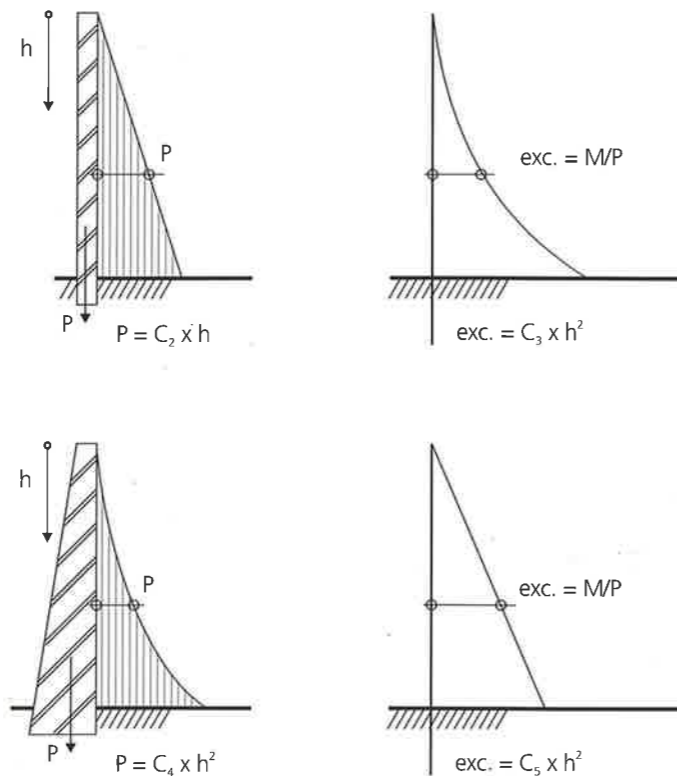 h
P
exc. = M/P
P
P = C₂ x h
exc. = C₃ x h²
h
P
exc. = M/P
P
P = C₄ x h²
exc. = C₅ x h²